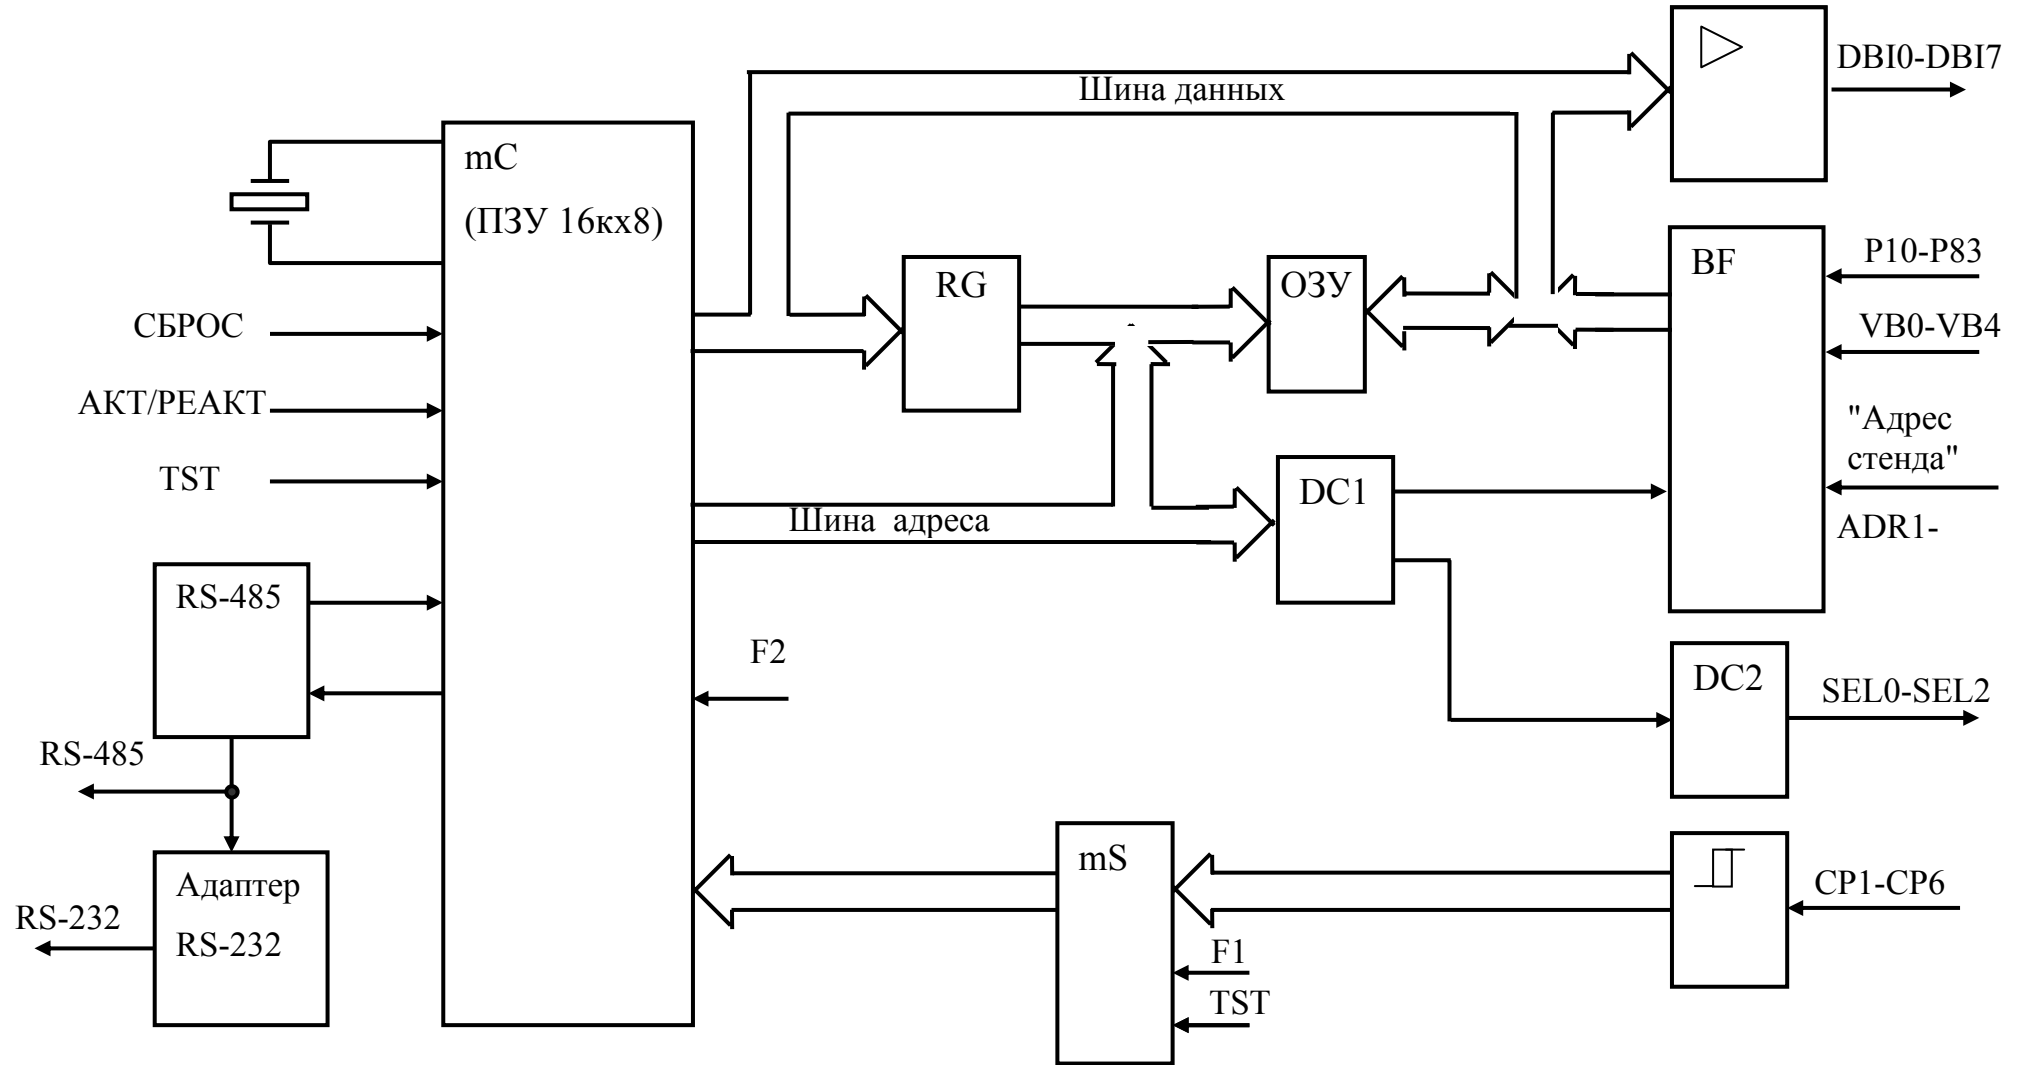 DBI0-DBI7
Шина данных
mC
(ПЗУ 16кх8)
RG
ОЗУ
BF
P10-P83
VB0-VB4
"Адрес
стенда"
ADR1-
СБРОС
АКТ/РЕАКТ
TST
DC1
Шина адреса
RS-485
F2
DC2
SEL0-SEL2
RS-485
mS
CP1-CP6
Адаптер
RS-232
RS-232
F1
TST